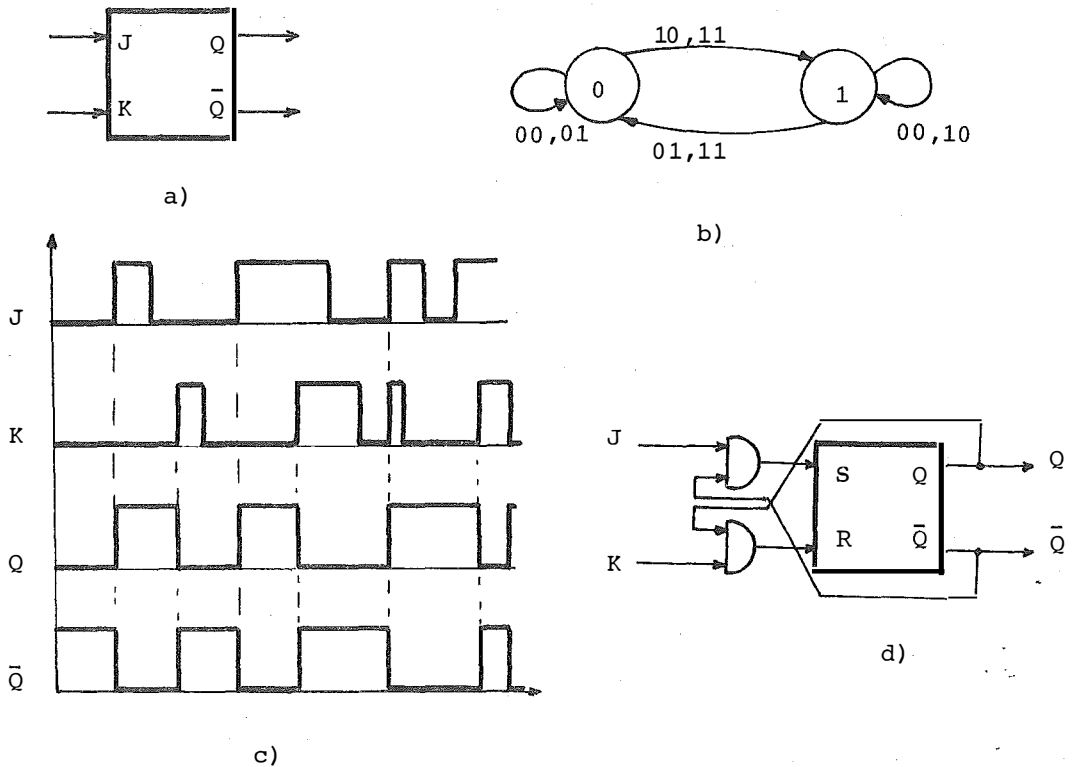 J Q
K Q̄
a)
10,11
0
1
00,01
01,11
00,10
b)
J
K
Q
Q̄
c)
J
K
S Q
R Q̄
Q
Q̄
d)